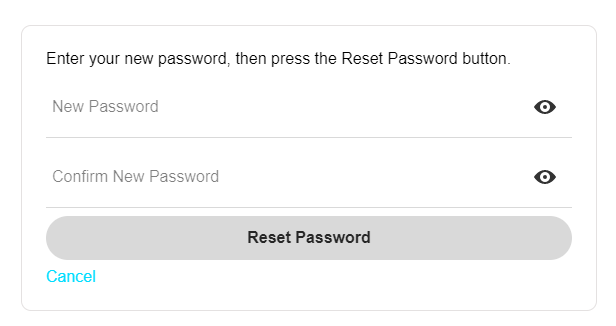 Enter your new password, then press the Reset Password button.
New Password
Confirm New Password
Reset Password
Cancel